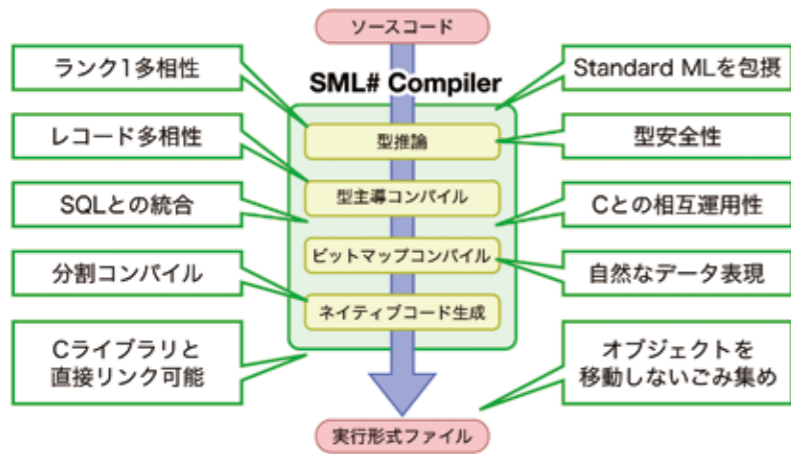 ソースコード
SML# Compiler
ランク1多相性
レコード多相性
SQLとの統合
分割コンパイル
Cライブラリと
直接リンク可能
型推論
型主導コンパイル
ビットマップコンパイル
ネイティブコード生成
Standard MLを包摂
型安全性
Cとの相互運用性
自然なデータ表現
オブジェクトを
移動しないごみ集め
実行形式ファイル